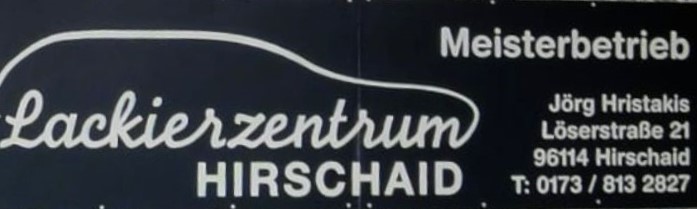 Lackierzentrum
HIRSCHAID
Meisterbetrieb
Jörg Hristakis
Löserstraße 21
96114 Hirschaid
T: 0173 / 813 2827